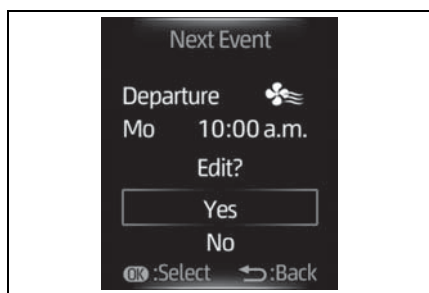 Next Event
Departure
Mo 10:00 a.m.
Edit?
Yes
No
OK :Select :Back